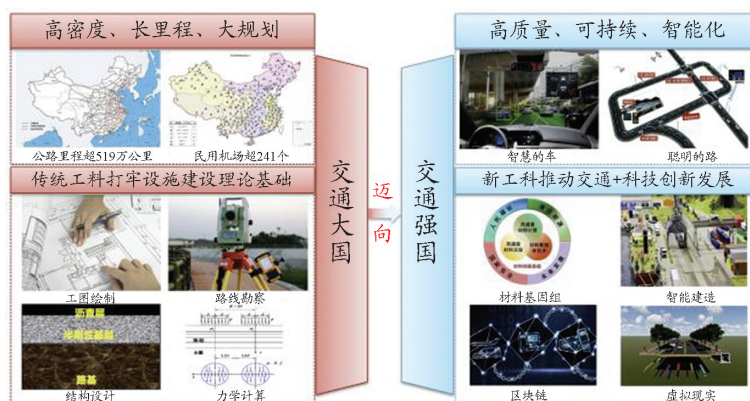 高密度、长里程、大规划
公路里程超519万公里
民用机场超241个
传统工料打牢设施建设理论基础
工图绘制
路线勘察
沥青层
半刚性基层
路基
结构设计
力学计算
交通大国
迈向
交通强国
高质量、可持续、智能化
智慧的车
聪明的路
新工科推动交通+科技创新发展
材料基因组
智能建造
区块链
虚拟现实